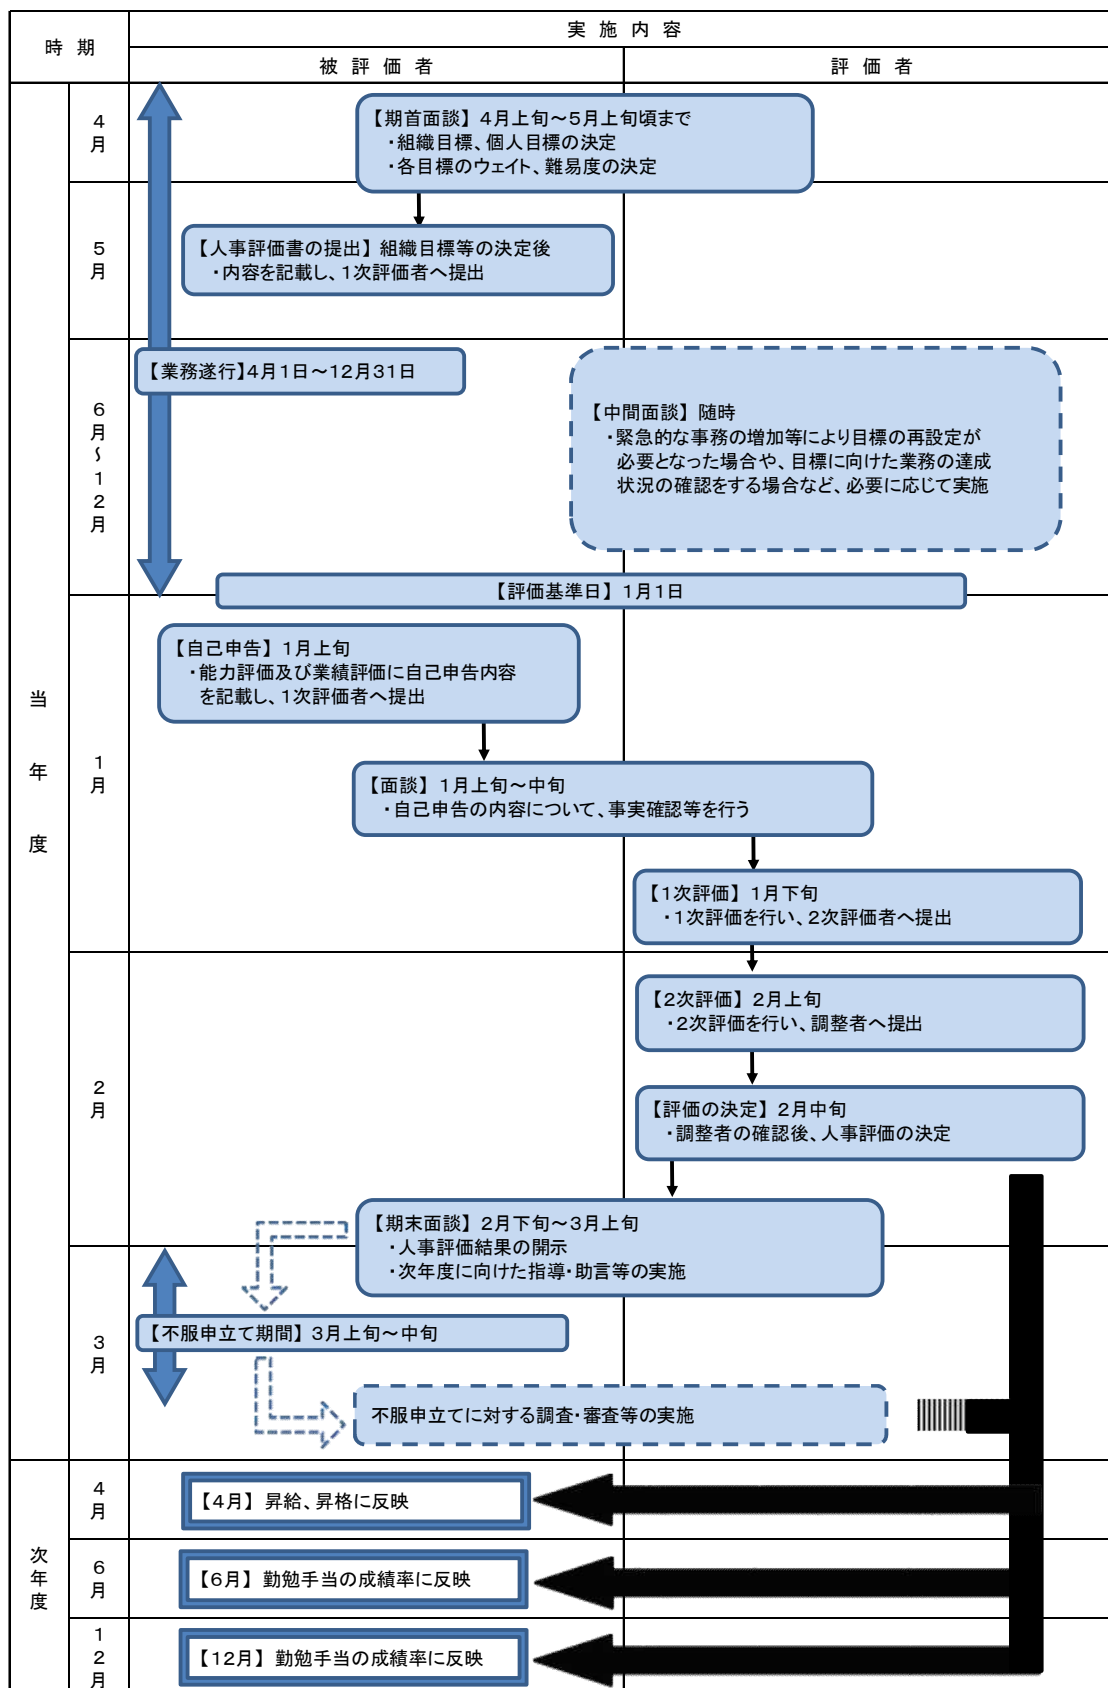 時 期
実 施 内 容
被 評 価 者
評 価 者
当 年 度
4月
【期首面談】 4月上旬～5月上旬頃まで
・組織目標、個人目標の決定
・各目標のウェイト、難易度の決定
5月
【人事評価書の提出】 組織目標等の決定後
・内容を記載し、1次評価者へ提出
6月～12月
【業務遂行】4月1日～12月31日
【中間面談】 随時
・緊急的な事務の増加等により目標の再設定が
必要となった場合や、目標に向けた業務の達成
状況の確認をする場合など、必要に応じて実施
【評価基準日】 1月1日
1月
【自己申告】 1月上旬
・能力評価及び業績評価に自己申告内容
を記載し、1次評価者へ提出
【面談】 1月上旬～中旬
・自己申告の内容について、事実確認等を行う
【1次評価】 1月下旬
・1次評価を行い、2次評価者へ提出
2月
【2次評価】 2月上旬
・2次評価を行い、調整者へ提出
【評価の決定】 2月中旬
・調整者の確認後、人事評価の決定
【期末面談】 2月下旬～3月上旬
・人事評価結果の開示
・次年度に向けた指導・助言等の実施
3月
【不服申立て期間】 3月上旬～中旬
不服申立てに対する調査・審査等の実施
次年度
4月
【4月】 昇給、昇格に反映
6月
【6月】 勤勉手当の成績率に反映
12月
【12月】 勤勉手当の成績率に反映